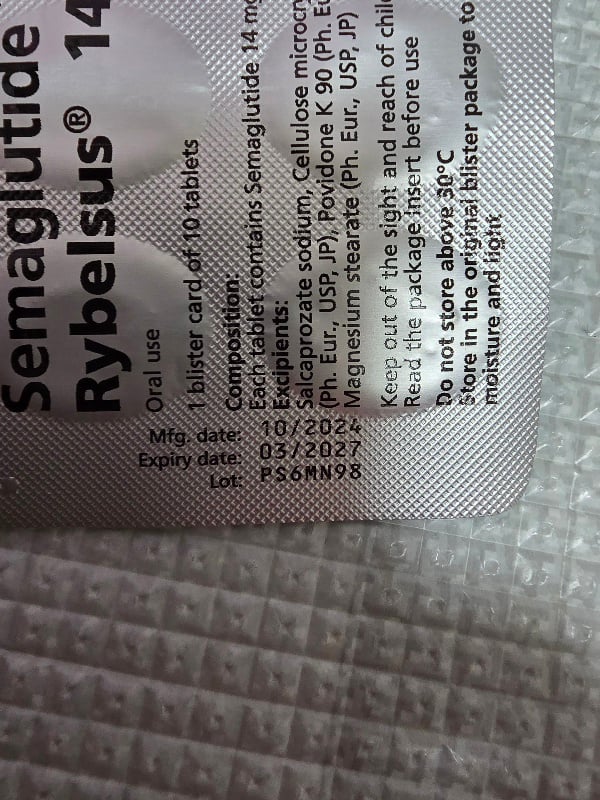 Semaglutide
Rybelsus® 14
Oral use
1 blister card of 10 tablets
Composition:
Each tablet contains Semaglutide 14 mg
Excipients:
Salcaprozate sodium, Cellulose
(Ph. Eur., USP, JP), Povidone K 90 (Ph.
Magnesium stearate (Ph. Eur., USP, JP)
Keep out of the sight and reach of
Read the package insert before use
Do not store above 30°C
Store in the original blister package to
moisture and light
Mfg. date: 10/2024
Expiry date: 03/2027
Lot: PS6MN98